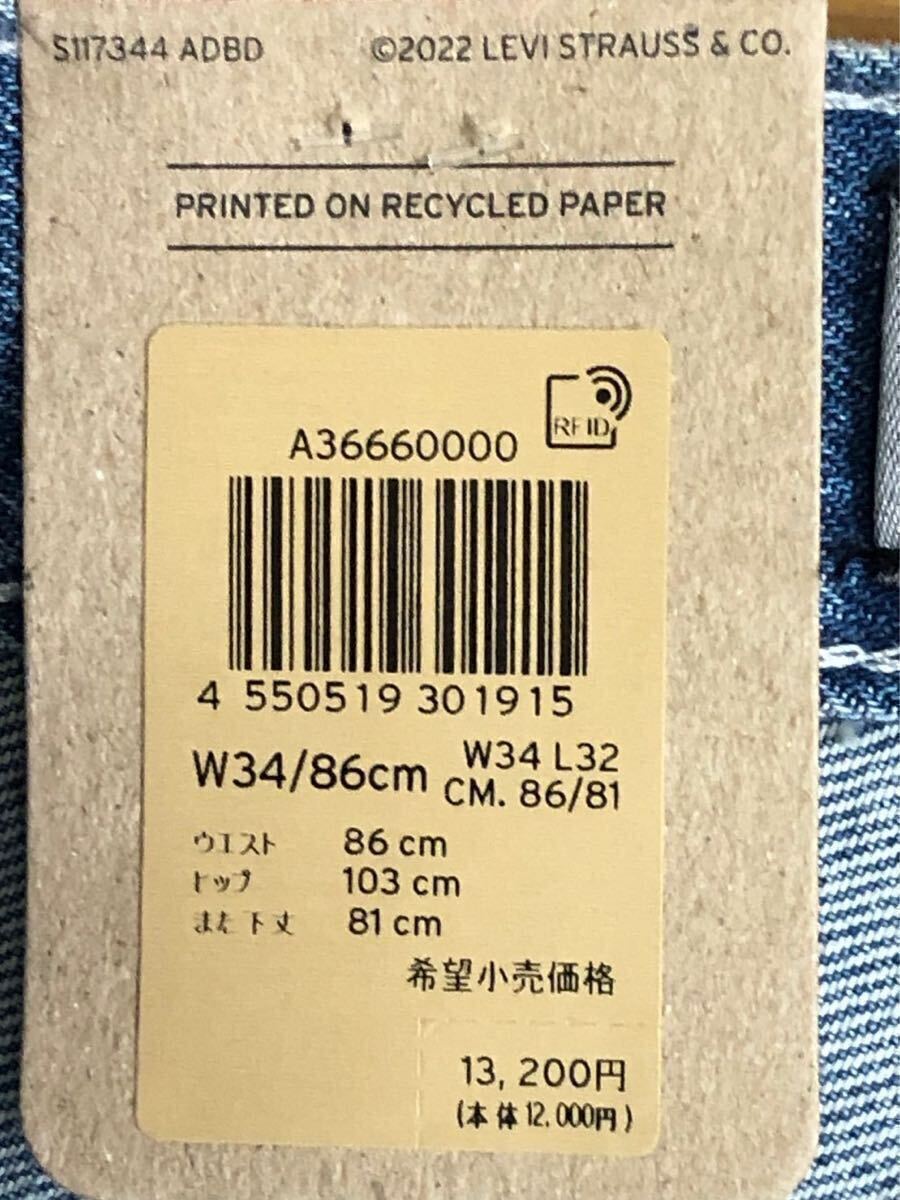 S117344 ADBD ©2022 LEVI STRAUSS & CO.
PRINTED ON RECYCLED PAPER
RFID
A36660000
4 550519 301915
W34/86cm W34 L32
CM. 86/81
ウエスト 86 cm
ヒップ 103 cm
また下丈 81 cm
希望小売価格
13,200円
(本体12,000円)